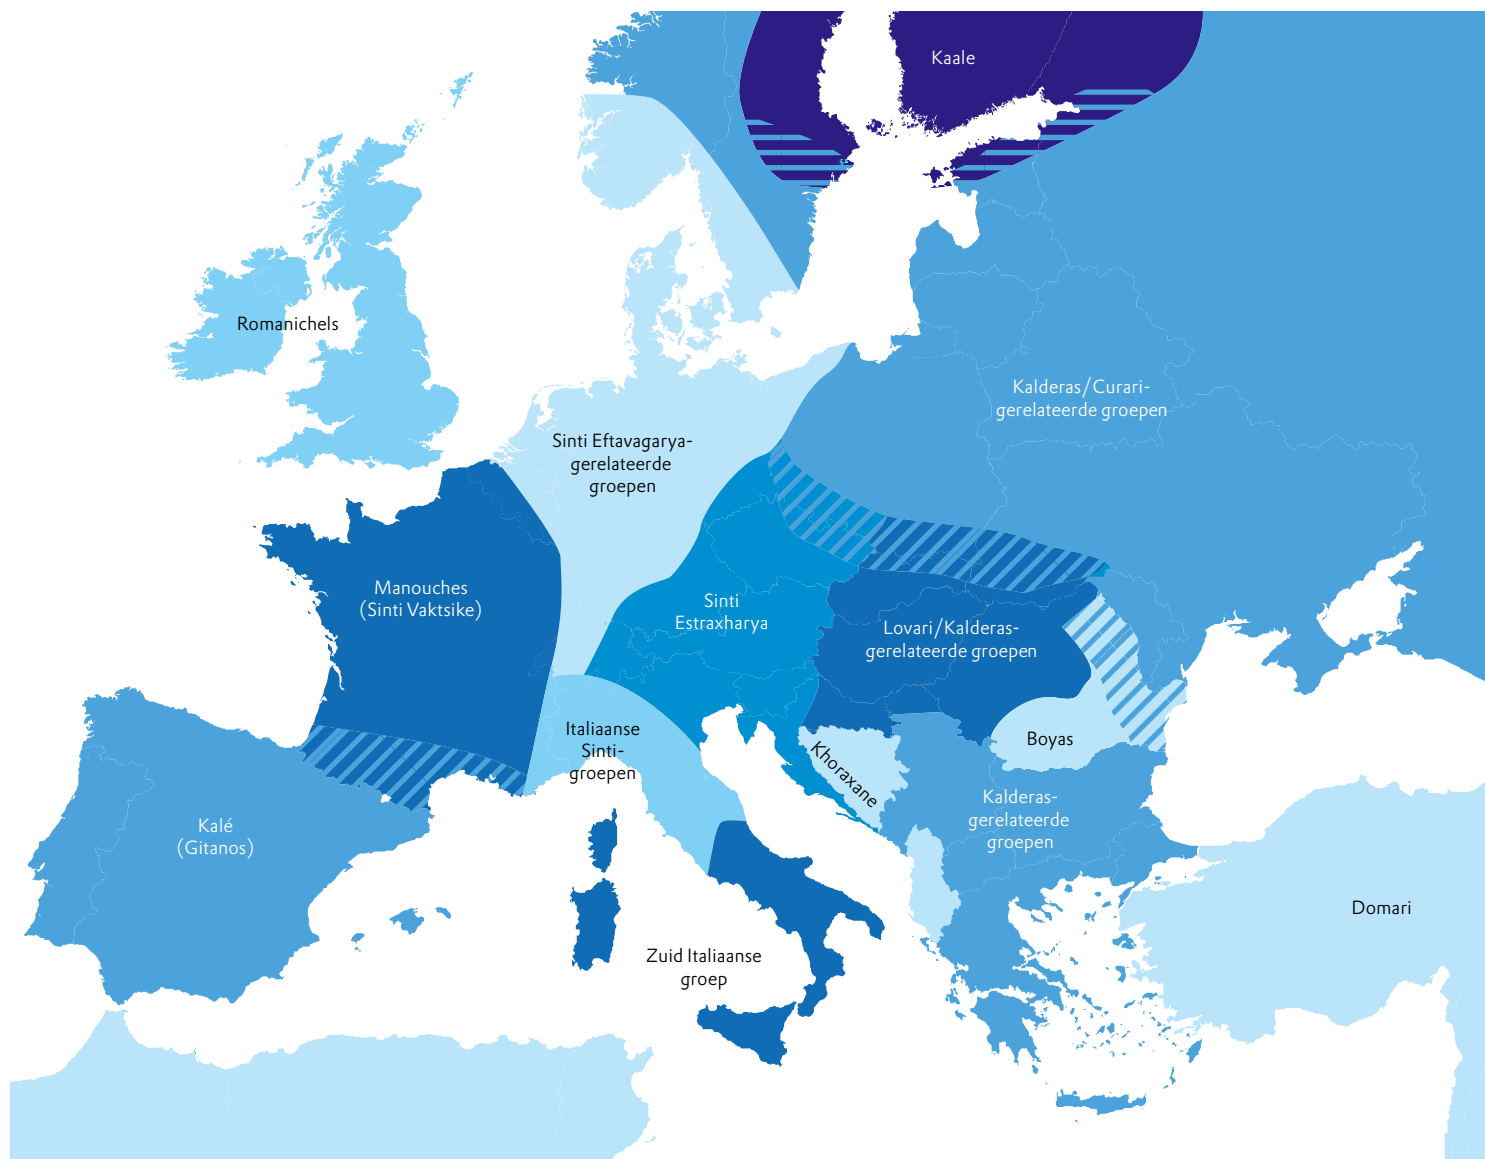 Kaale
Romanichels
Kalderas/Curari-
gerelateerde groepen
Sinti Eftavagarya-
gerelateerde
groepen
Manouches
(Sinti Vaktsike)
Sinti
Estraxharya
Lovari/Kalderas-
gerelateerde groepen
Italiaanse
Sinti-
groepen
Khoraxane
Boyas
Kalderas-
gerelateerde
groepen
Kalé
(Gitanos)
Domari
Zuid Italiaanse
groep